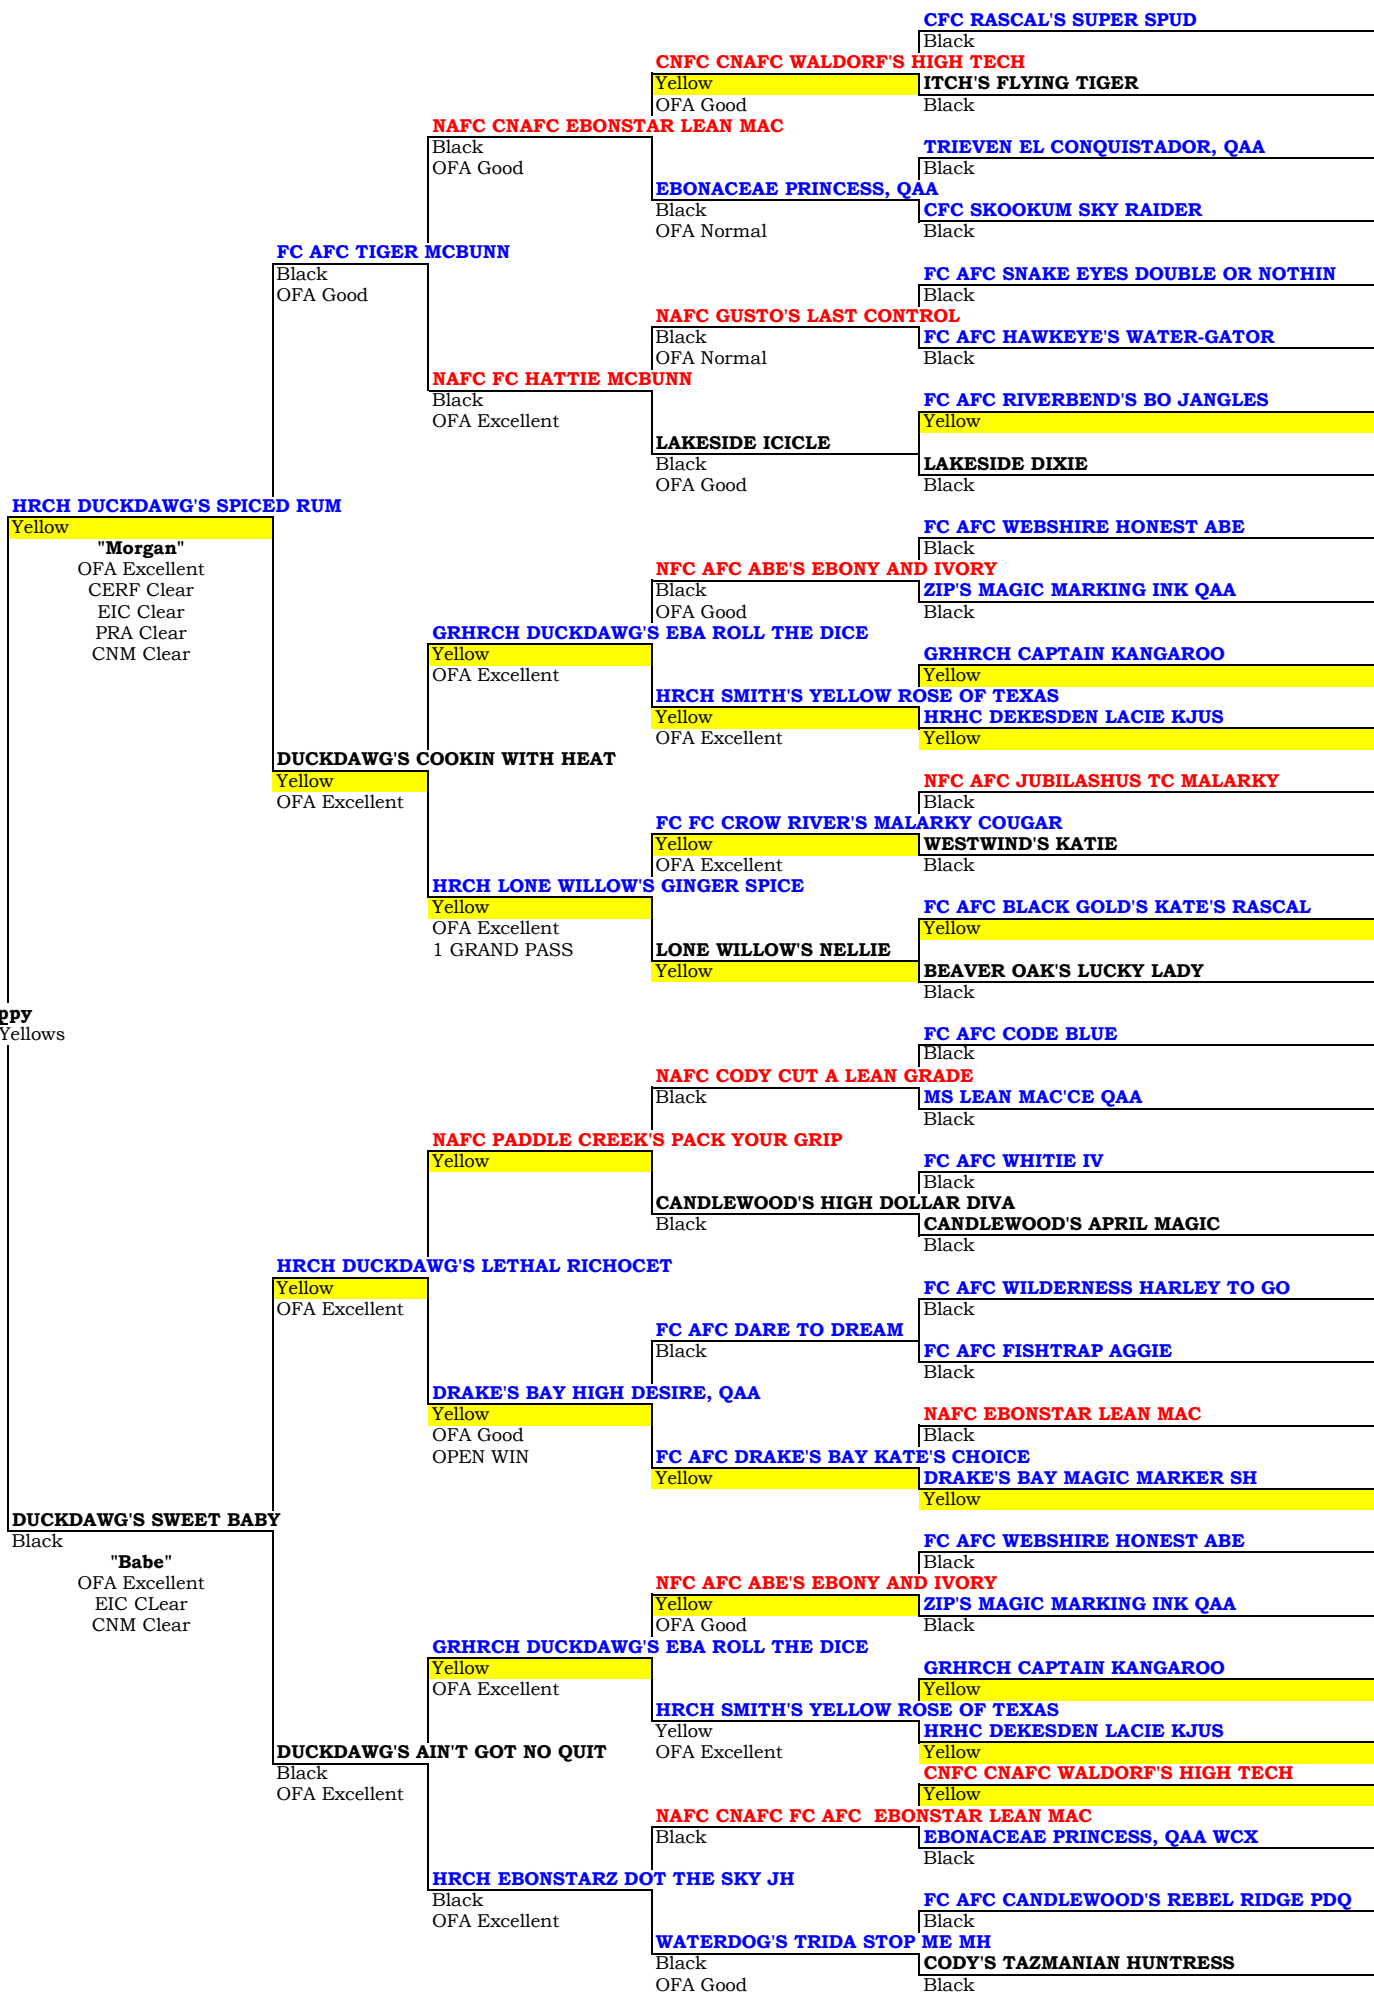 CFC RASCAL'S SUPER SPUD
Black
CNFC CNAFC WALDORF'S HIGH TECH
Yellow
ITCH'S FLYING TIGER
OFA Good
Black
NAFC CNAFC EBONSTAR LEAN MAC
Black
TRIEVEN EL CONQUISTADOR, QAA
OFA Good
Black
EBONACEAE PRINCESS, QAA
Black
CFC SKOOKUM SKY RAIDER
OFA Normal
Black
FC AFC TIGER MCBUNN
Black
FC AFC SNAKE EYES DOUBLE OR NOTHIN
OFA Good
Black
NAFC GUSTO'S LAST CONTROL
Black
FC AFC HAWKEYE'S WATER-GATOR
OFA Normal
Black
NAFC FC HATTIE MCBUNN
Black
FC AFC RIVERBEND'S BO JANGLES
OFA Excellent
Yellow
LAKESIDE ICICLE
Black
LAKESIDE DIXIE
OFA Good
Black
HRCH DUCKDAWG'S SPICED RUM
Yellow
FC AFC WEBSHIRE HONEST ABE
"Morgan"
Black
OFA Excellent
NFC AFC ABE'S EBONY AND IVORY
CERF Clear
Black
ZIP'S MAGIC MARKING INK QAA
EIC Clear
OFA Good
Black
PRA Clear
GRHRCH DUCKDAWG'S EBA ROLL THE DICE
CNM Clear
Yellow
GRHRCH CAPTAIN KANGAROO
OFA Excellent
Yellow
HRCH SMITH'S YELLOW ROSE OF TEXAS
Yellow
HRHC DEKESDEN LACIE KJUS
OFA Excellent
Yellow
DUCKDAWG'S COOKIN WITH HEAT
Yellow
NFC AFC JUBILASHUS TC MALARKY
OFA Excellent
Black
FC FC CROW RIVER'S MALARKY COUGAR
Yellow
WESTWIND'S KATIE
OFA Excellent
Black
HRCH LONE WILLOW'S GINGER SPICE
Yellow
FC AFC BLACK GOLD'S KATE'S RASCAL
OFA Excellent
Yellow
1 GRAND PASS
LONE WILLOW'S NELLIE
Yellow
BEAVER OAK'S LUCKY LADY
Black
ppy
Yellows
FC AFC CODE BLUE
Black
NAFC CODY CUT A LEAN GRADE
Black
MS LEAN MAC'CE QAA
Black
NAFC PADDLE CREEK'S PACK YOUR GRIP
Yellow
FC AFC WHITIE IV
Black
CANDLEWOOD'S HIGH DOLLAR DIVA
Black
CANDLEWOOD'S APRIL MAGIC
Black
HRCH DUCKDAWG'S LETHAL RICHOCET
Yellow
FC AFC WILDERNESS HARLEY TO GO
OFA Excellent
Black
FC AFC DARE TO DREAM
Black
FC AFC FISHTRAP AGGIE
Black
DRAKE'S BAY HIGH DESIRE, QAA
Yellow
NAFC EBONSTAR LEAN MAC
OFA Good
Black
OPEN WIN
FC AFC DRAKE'S BAY KATE'S CHOICE
Yellow
DRAKE'S BAY MAGIC MARKER SH
Yellow
DUCKDAWG'S SWEET BABY
Black
FC AFC WEBSHIRE HONEST ABE
"Babe"
Black
OFA Excellent
NFC AFC ABE'S EBONY AND IVORY
EIC CLear
Yellow
ZIP'S MAGIC MARKING INK QAA
CNM Clear
OFA Good
Black
GRHRCH DUCKDAWG'S EBA ROLL THE DICE
Yellow
GRHRCH CAPTAIN KANGAROO
OFA Excellent
Yellow
HRCH SMITH'S YELLOW ROSE OF TEXAS
Yellow
HRHC DEKESDEN LACIE KJUS
DUCKDAWG'S AIN'T GOT NO QUIT
OFA Excellent
Yellow
Black
CNFC CNAFC WALDORF'S HIGH TECH
OFA Excellent
Yellow
NAFC CNAFC FC AFC  EBONSTAR LEAN MAC
Black
EBONACEAE PRINCESS, QAA WCX
Black
HRCH EBONSTARZ DOT THE SKY JH
Black
FC AFC CANDLEWOOD'S REBEL RIDGE PDQ
OFA Excellent
Black
WATERDOG'S TRIDA STOP ME MH
Black
CODY'S TAZMANIAN HUNTRESS
OFA Good
Black